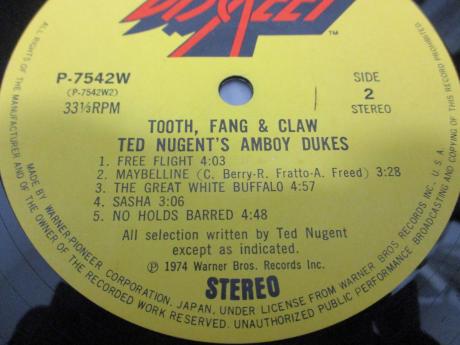 DISCREET
TM
P-7542W
(P-7542W2)
33⅓RPM
SIDE
2
STEREO
TOOTH, FANG & CLAW
TED NUGENT'S AMBOY DUKES
1. FREE FLIGHT 4:03
2. MAYBELLINE (C. Berry-R. Fratto-A. Freed) 3:28
3. THE GREAT WHITE BUFFALO 4:57
4. SASHA 3:06
5. NO HOLDS BARRED 4:48
All selection written by Ted Nugent
except as indicated.
Ⓟ 1974 Warner Bros. Records Inc.
STEREO
MADE BY WARNER-PIONEER CORPORATION, JAPAN, UNDER LICENSE FROM WARNER BROS RECORDS INC. U.S.A.
ALL RIGHTS OF THE MANUFACTURER AND OF THE OWNER OF THE RECORDED WORK RESERVED. UNAUTHORIZED PUBLIC PERFORMANCE BROADCASTING AND COPYING OF THIS RECORD PROHIBITED